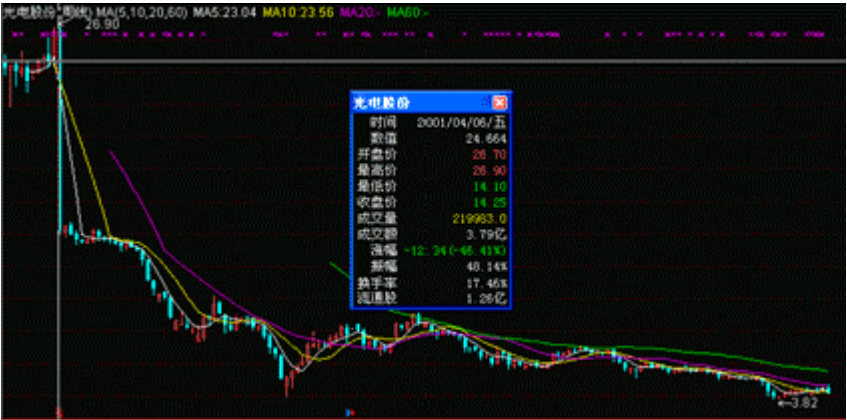 光电股份(周线) MA(5,10,20,60) MA5:23.04 MA10:23.56 MA20:- MA60:-
26.90
光电股份
时间 2001/04/06/五
数值 24.664
开盘价 26.70
最高价 26.90
最低价 14.10
收盘价 14.25
成交量 219983.0
成交额 3.79亿
涨幅 -12.34(-46.41%)
振幅 48.14%
换手率 17.46%
流通股 1.26亿
3.82